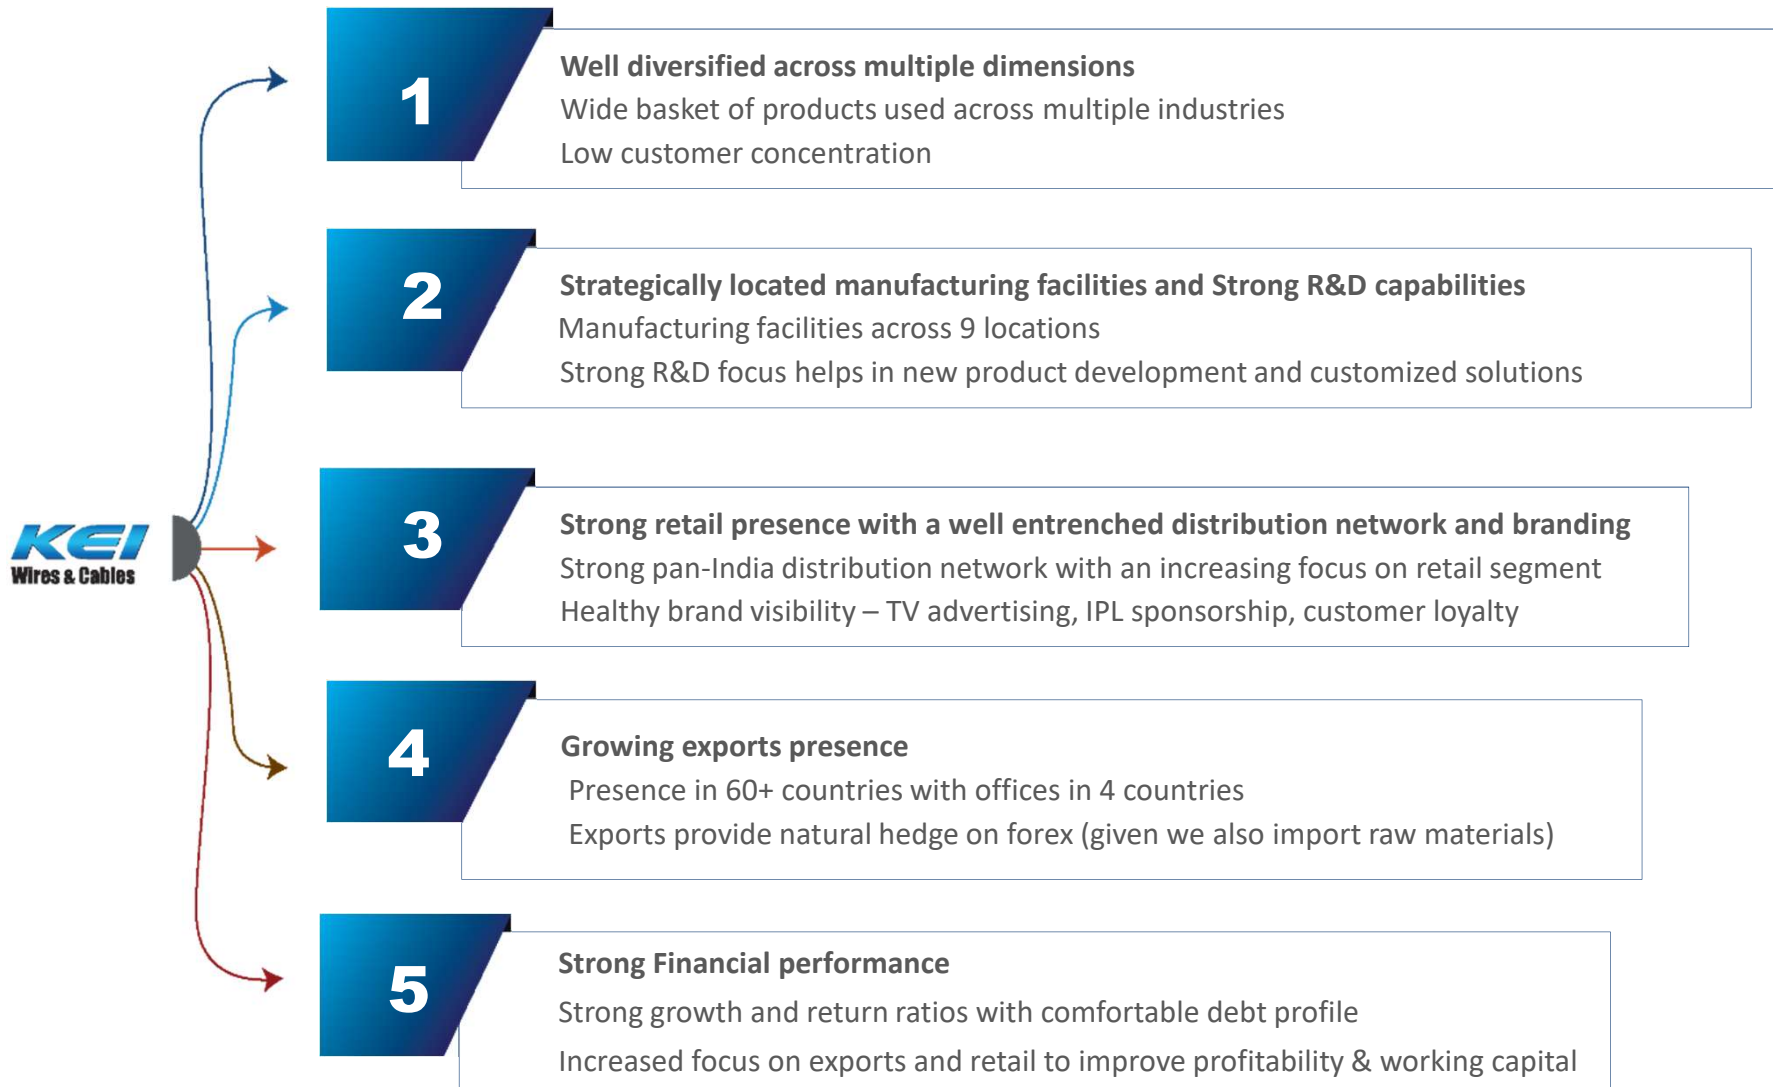 1
Well diversified across multiple dimensions
Wide basket of products used across multiple industries
Low customer concentration
2
Strategically located manufacturing facilities and Strong R&D capabilities
Manufacturing facilities across 9 locations
Strong R&D focus helps in new product development and customized solutions
KEI
Wires & Cables
3
Strong retail presence with a well entrenched distribution network and branding
Strong pan-India distribution network with an increasing focus on retail segment
Healthy brand visibility – TV advertising, IPL sponsorship, customer loyalty
4
Growing exports presence
Presence in 60+ countries with offices in 4 countries
Exports provide natural hedge on forex (given we also import raw materials)
5
Strong Financial performance
Strong growth and return ratios with comfortable debt profile
Increased focus on exports and retail to improve profitability & working capital